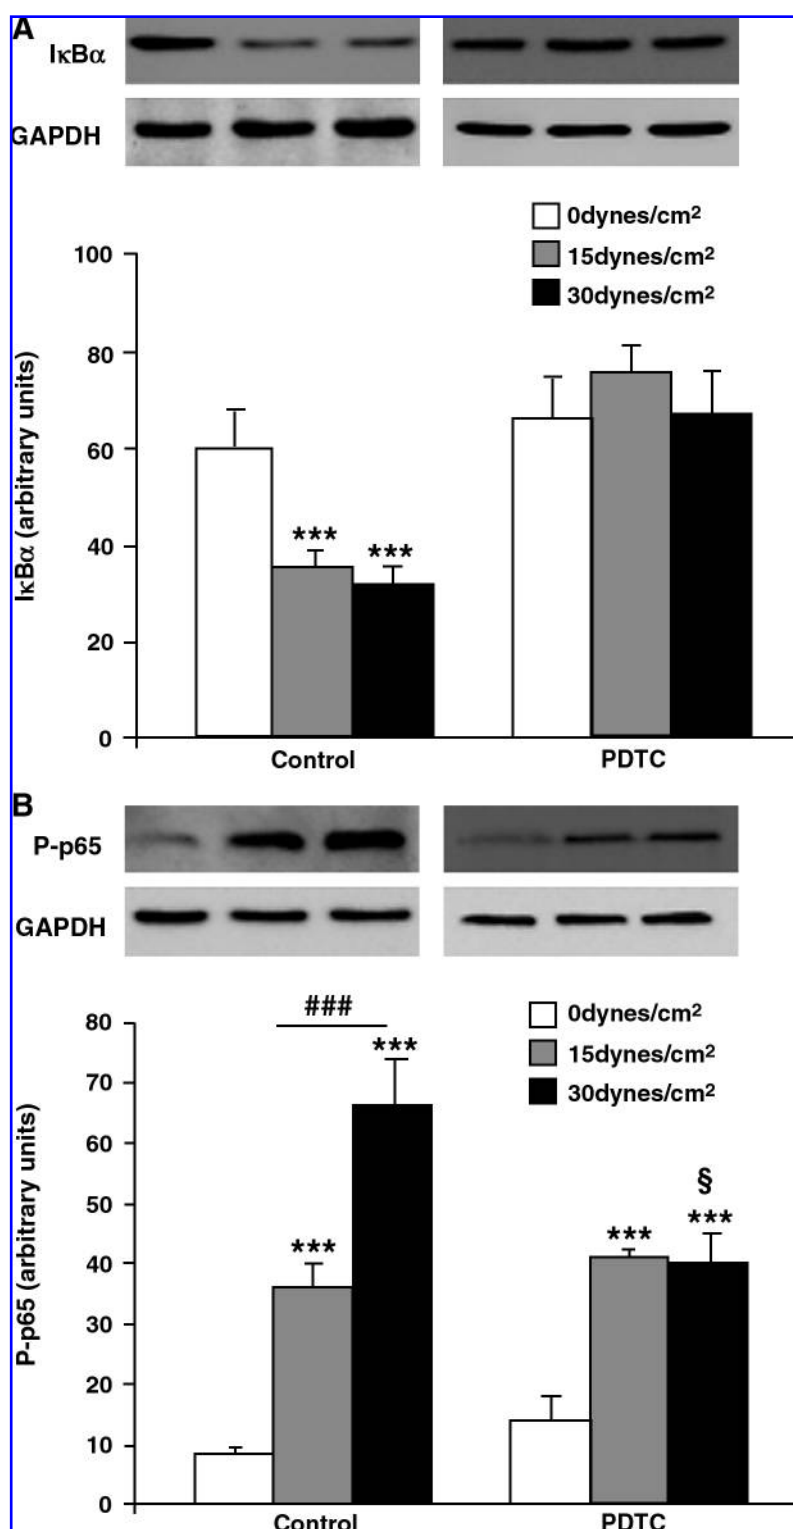 A
IκBα
GAPDH
0dynes/cm²
15dynes/cm²
30dynes/cm²
IκBα (arbitrary units)
100
80
60
40
20
0
***
***
Control
PDTC
B
P-p65
GAPDH
0dynes/cm²
15dynes/cm²
30dynes/cm²
P-p65 (arbitrary units)
80
70
60
50
40
30
20
10
0
###
***
***
§
***
***
Control
PDTC